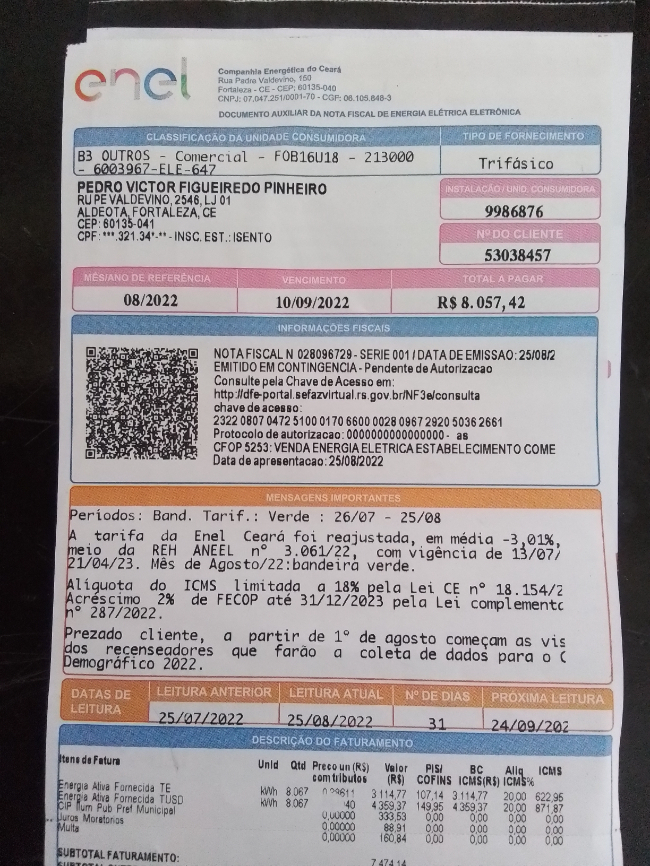 enel
Companhia Energética do Ceará
Rua Padre Valdevino, 150
Fortaleza - CE - CEP: 60135-040
CNPJ: 07.047.251/0001-70 - CGF: 06.105.848-3
DOCUMENTO AUXILIAR DA NOTA FISCAL DE ENERGIA ELÉTRICA ELETRÔNICA
CLASSIFICAÇÃO DA UNIDADE CONSUMIDORA
B3 OUTROS - Comercial - FOB16U18 - 213000
- 6003967-ELE-647
TIPO DE FORNECIMENTO
Trifásico
PEDRO VICTOR FIGUEIREDO PINHEIRO
RU PE VALDEVINO, 2546, LJ 01
ALDEOTA, FORTALEZA, CE
CEP: 60135-041
CPF: ***.321.34*-** - INSC. EST.: ISENTO
INSTALAÇÃO / UNID. CONSUMIDORA
9986876
Nº DO CLIENTE
53038457
MÊS/ANO DE REFERÊNCIA VENCIMENTO TOTAL A PAGAR
08/2022 10/09/2022 R$ 8.057,42
INFORMAÇÕES FISCAIS
NOTA FISCAL N 028096729 - SERIE 001 / DATA DE EMISSAO: 25/08/2
EMITIDO EM CONTINGENCIA - Pendente de Autorizacao
Consulte pela Chave de Acesso em:
http://dfe-portal.sefazvirtual.rs.gov.br/NF3e/consulta
chave de acesso:
2322 0807 0472 5100 0170 6600 0028 0967 2920 5036 2661
Protocolo de autorizacao: 0000000000000000 - as
CFOP 5253: VENDA ENERGIA ELETRICA ESTABELECIMENTO COME
Data de apresentacao: 25/08/2022
MENSAGENS IMPORTANTES
Períodos: Band. Tarif.: Verde : 26/07 - 25/08
A tarifa da Enel Ceará foi reajustada, em média -3,01%,
meio da REH ANEEL nº 3.061/22, com vigência de 13/07/
21/04/23. Mês de Agosto/22:bandeira verde.
Alíquota do ICMS limitada a 18% pela Lei CE nº 18.154/2
Acréscimo 2% de FECOP até 31/12/2023 pela Lei complementa
nº 287/2022.
Prezado cliente, a partir de 1º de agosto começam as vis
dos recenseadores que farão a coleta de dados para o C
Demográfico 2022.
DATAS DE LEITURA
LEITURA ANTERIOR LEITURA ATUAL Nº DE DIAS PRÓXIMA LEITURA
25/07/2022 25/08/2022 31 24/09/202
DESCRIÇÃO DO FATURAMENTO
Itens da Fatura Unid Qtd Preco un (R$) com tributos Valor (R$) PIS/ COFINS BC ICMS(R$) Aliq ICMS% ICMS
Energia Ativa Fornecida TE kWh 8.067 3.114,77 107,14 3.114,77 20,00 622,95
Energia Ativa Fornecida TUSD kWh 8.067 4.359,37 149,95 4.359,37 20,00 871,87
CIP Ilum Pub Pref Municipal 0,00000 333,53 0,00 0,00 0,00 0,00
Juros Moratorios 0,00000 88,91 0,00 0,00 0,00 0,00
Multa 0,00000 160,84 0,00 0,00 0,00 0,00
SUBTOTAL FATURAMENTO: 7.474,14